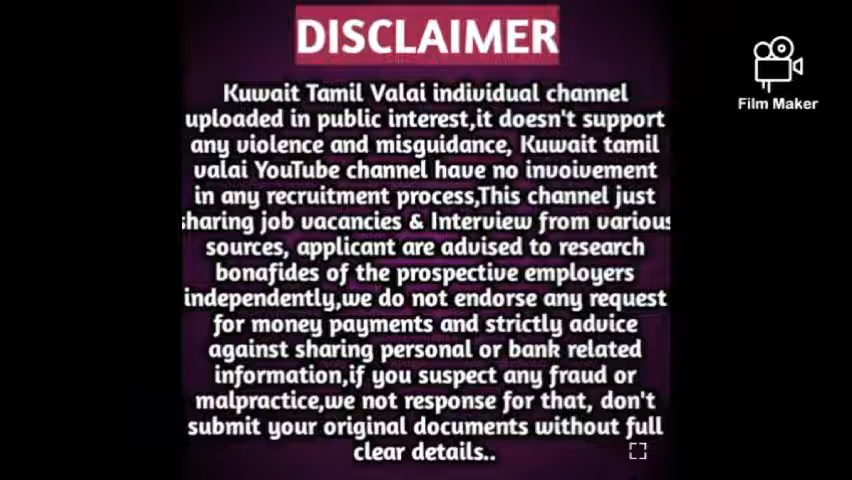 DISCLAIMER
Kuwait Tamil Valai individual channel
uploaded in public interest,it doesn't support
any violence and misguidance, Kuwait tamil
valai YouTube channel have no invoivement
in any recruitment process,This channel just
sharing job vacancies & Interview from various
sources, applicant are advised to research
bonafides of the prospective employers
independently,we do not endorse any request
for money payments and strictly advice
against sharing personal or bank related
information,if you suspect any fraud or
malpractice,we not response for that, don't
submit your original documents without full
clear details..
Film Maker